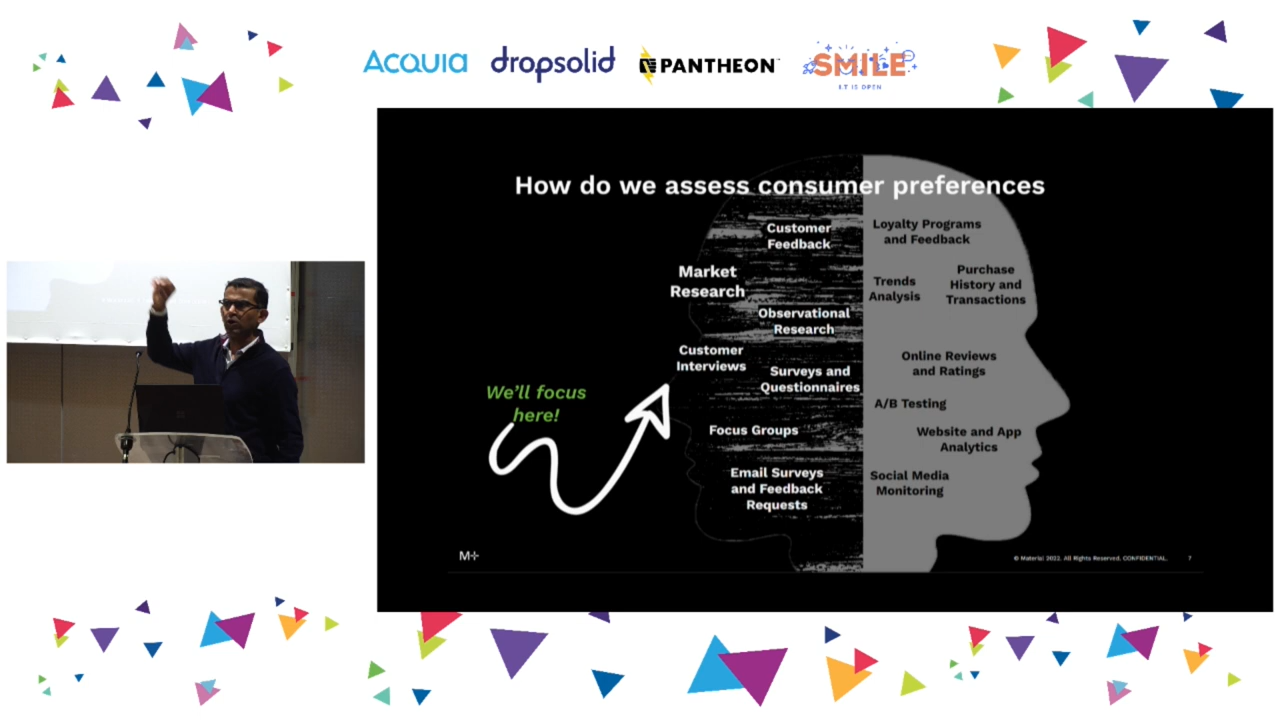 ACQUIA dropsolid PANTHEON SMILE
I.T IS OPEN
How do we assess consumer preferences
Customer
Feedback
Loyalty Programs
and Feedback
Market
Research
Trends
Analysis
Purchase
History and
Transactions
Observational
Research
Customer
Interviews
Surveys and
Questionnaires
Online Reviews
and Ratings
We'll focus
here!
A/B Testing
Focus Groups
Website and App
Analytics
Email Surveys
and Feedback
Requests
Social Media
Monitoring
M+
© Material 2022. All Rights Reserved. CONFIDENTIAL. 7